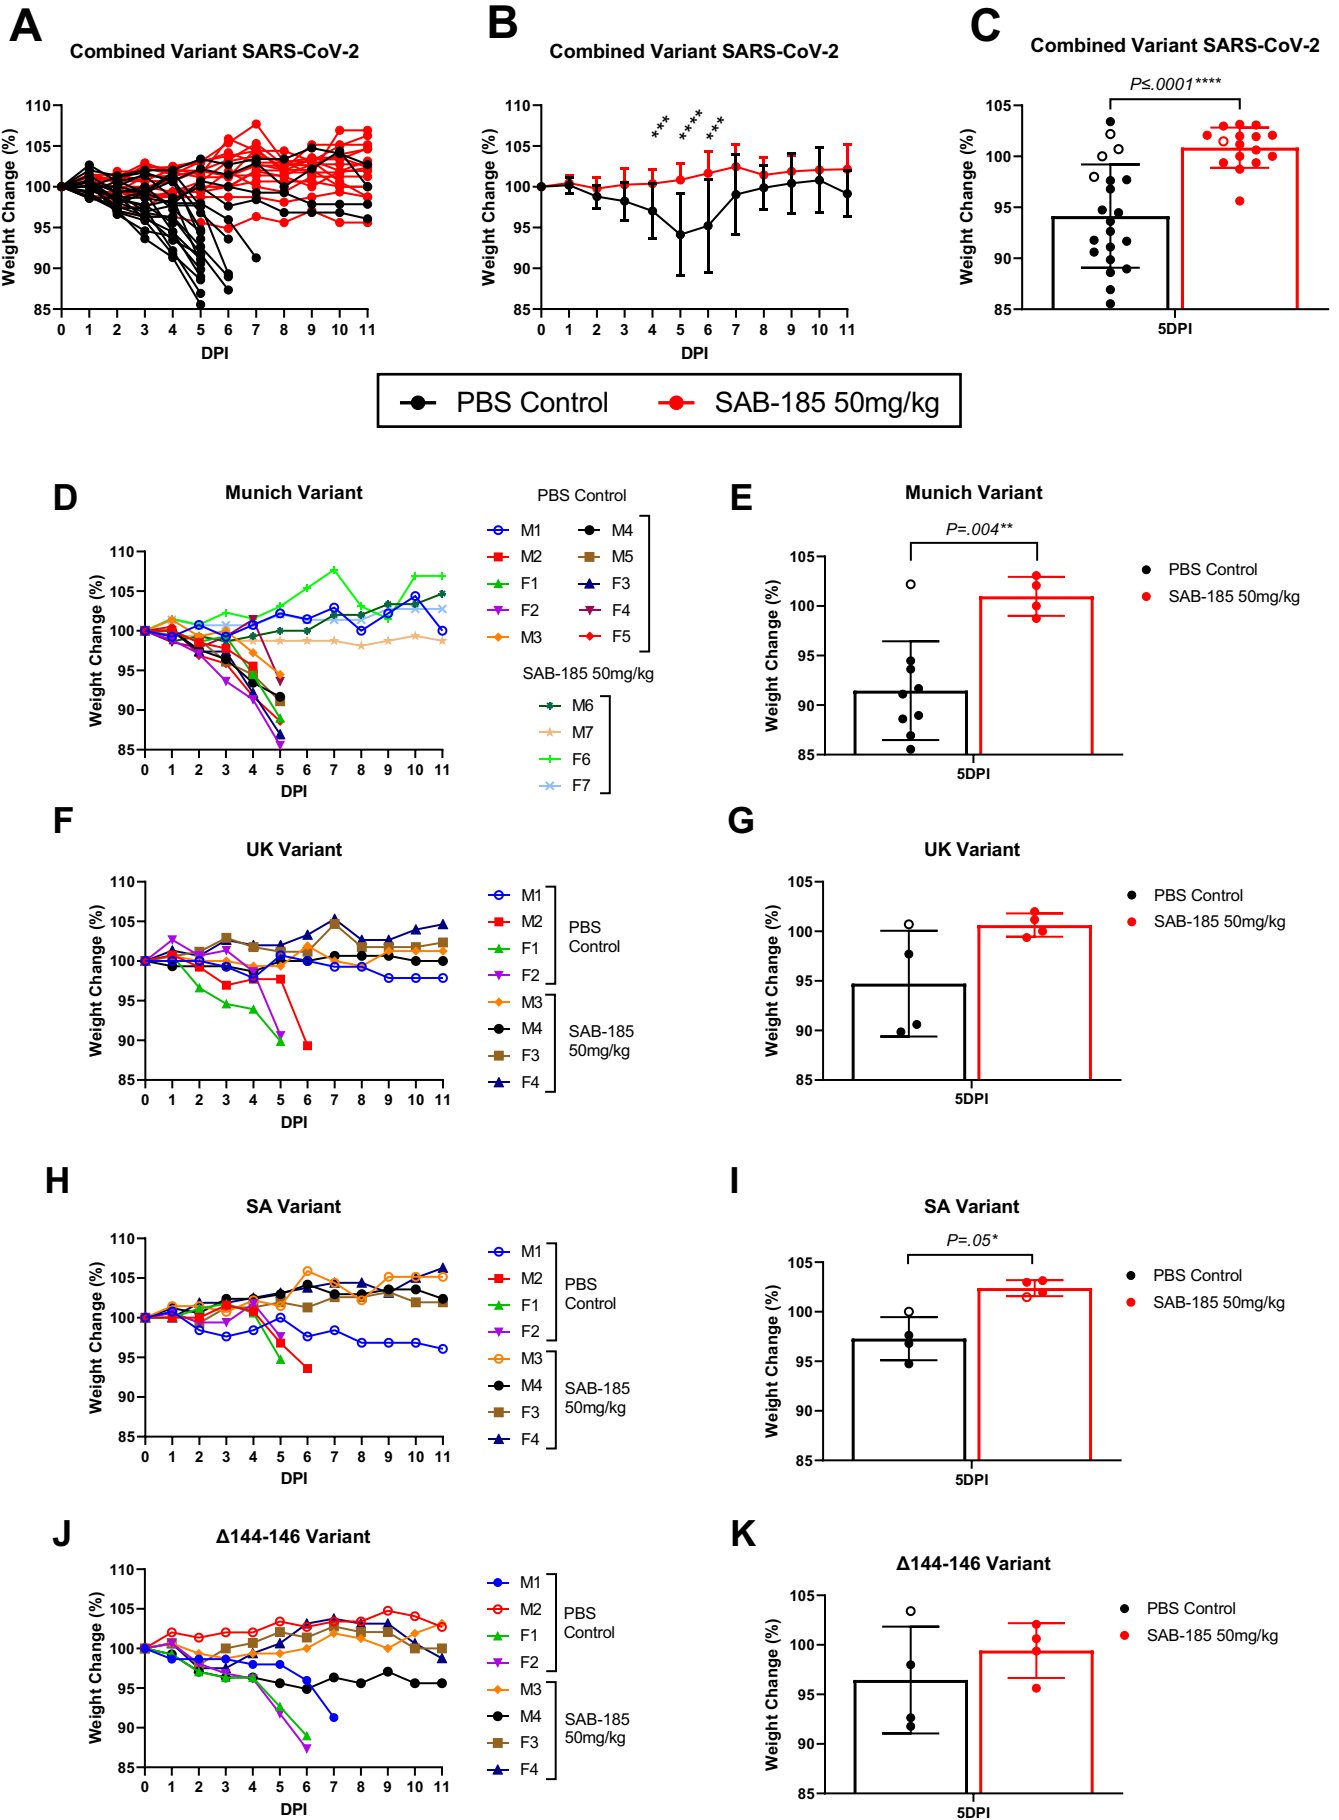 A
Combined Variant SARS-CoV-2
Weight Change (%)
110
105
100
95
90
85
0 1 2 3 4 5 6 7 8 9 10 11
DPI
B
Combined Variant SARS-CoV-2
Weight Change (%)
110
105
100
95
90
85
***
****
***
0 1 2 3 4 5 6 7 8 9 10 11
DPI
C
Combined Variant SARS-CoV-2
P≤.0001****
Weight Change (%)
105
100
95
90
85
5DPI
PBS Control
SAB-185 50mg/kg
D
Munich Variant
Weight Change (%)
110
105
100
95
90
85
0 1 2 3 4 5 6 7 8 9 10 11
DPI
PBS Control
M1 M4
M2 M5
F1 F3
F2 F4
M3 F5
SAB-185 50mg/kg
M6
M7
F6
F7
E
Munich Variant
P=.004**
Weight Change (%)
105
100
95
90
85
5DPI
PBS Control
SAB-185 50mg/kg
F
UK Variant
Weight Change (%)
110
105
100
95
90
85
0 1 2 3 4 5 6 7 8 9 10 11
DPI
M1
M2
F1
F2
PBS
Control
M3
M4
F3
F4
SAB-185
50mg/kg
G
UK Variant
Weight Change (%)
105
100
95
90
85
5DPI
PBS Control
SAB-185 50mg/kg
H
SA Variant
Weight Change (%)
110
105
100
95
90
85
0 1 2 3 4 5 6 7 8 9 10 11
DPI
M1
M2
F1
F2
PBS
Control
M3
M4
F3
F4
SAB-185
50mg/kg
I
SA Variant
P=.05*
Weight Change (%)
105
100
95
90
85
5DPI
PBS Control
SAB-185 50mg/kg
J
Δ144-146 Variant
Weight Change (%)
110
105
100
95
90
85
0 1 2 3 4 5 6 7 8 9 10 11
DPI
M1
M2
F1
F2
PBS
Control
M3
M4
F3
F4
SAB-185
50mg/kg
K
Δ144-146 Variant
Weight Change (%)
105
100
95
90
85
5DPI
PBS Control
SAB-185 50mg/kg